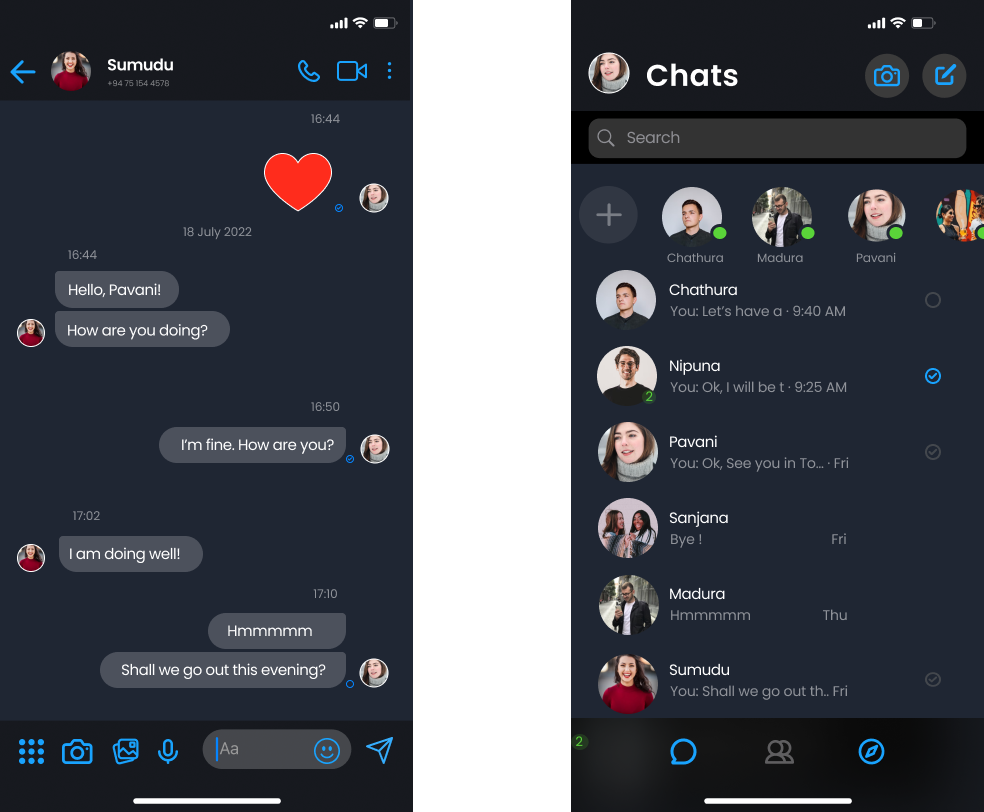 Sumudu
+94 75 154 4578
16:44
18 July 2022
16:44
Hello, Pavani!
How are you doing?
16:50
I'm fine. How are you?
17:02
I am doing well!
17:10
Hmmmmm
Shall we go out this evening?
Aa
Chats
Search
Chathura
Madura
Pavani
Chathura
You: Let's have a · 9:40 AM
Nipuna
You: Ok, I will be t · 9:25 AM
2
Pavani
You: Ok, See you in To... · Fri
Sanjana
Bye ! Fri
Madura
Hmmmmm Thu
Sumudu
You: Shall we go out th.. Fri
2